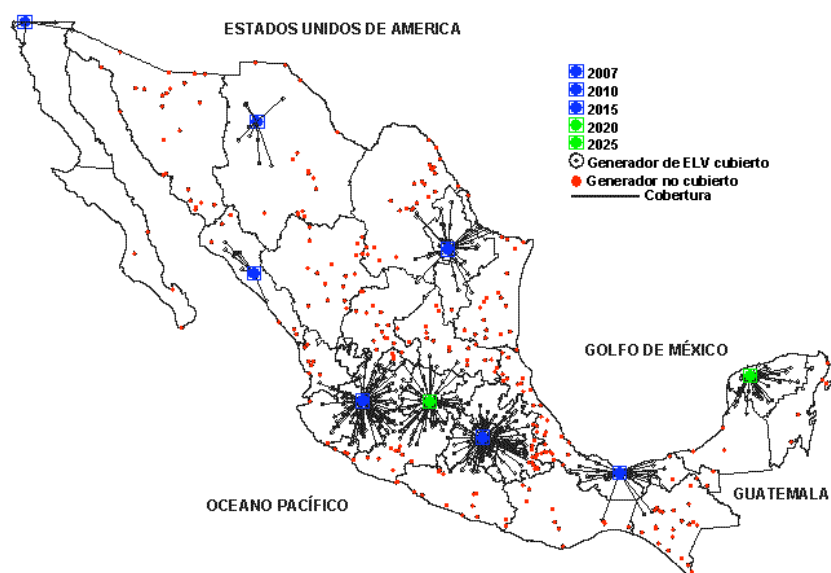 ESTADOS UNIDOS DE AMERICA
2007
2010
2015
2020
2025
Generador de ELV cubierto
Generador no cubierto
Cobertura
GOLFO DE MÉXICO
GUATEMALA
OCEANO PACÍFICO